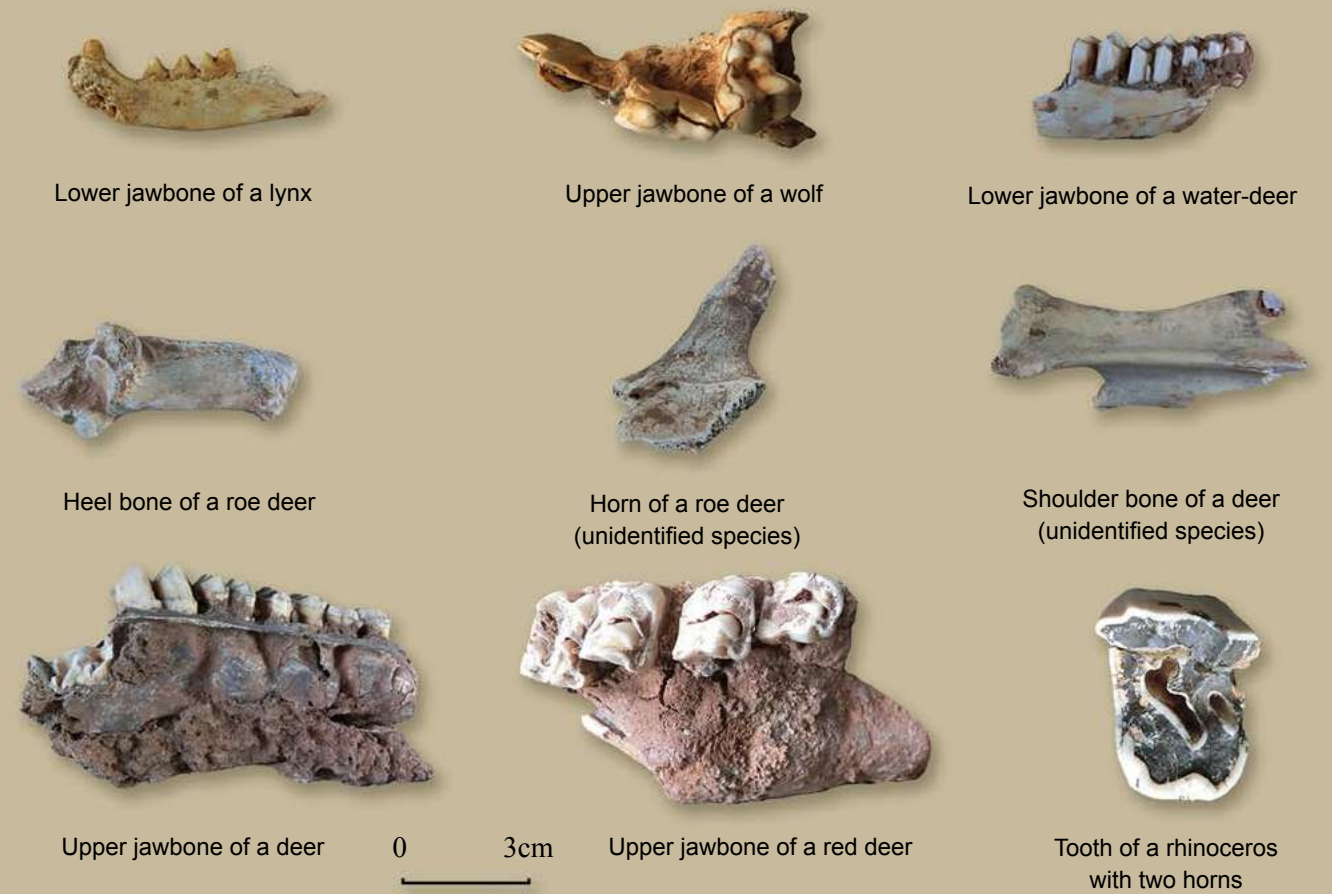 Lower jawbone of a lynx
Upper jawbone of a wolf
Lower jawbone of a water-deer
Heel bone of a roe deer
Horn of a roe deer
(unidentified species)
Shoulder bone of a deer
(unidentified species)
Upper jawbone of a deer
0 3cm
Upper jawbone of a red deer
Tooth of a rhinoceros
with two horns